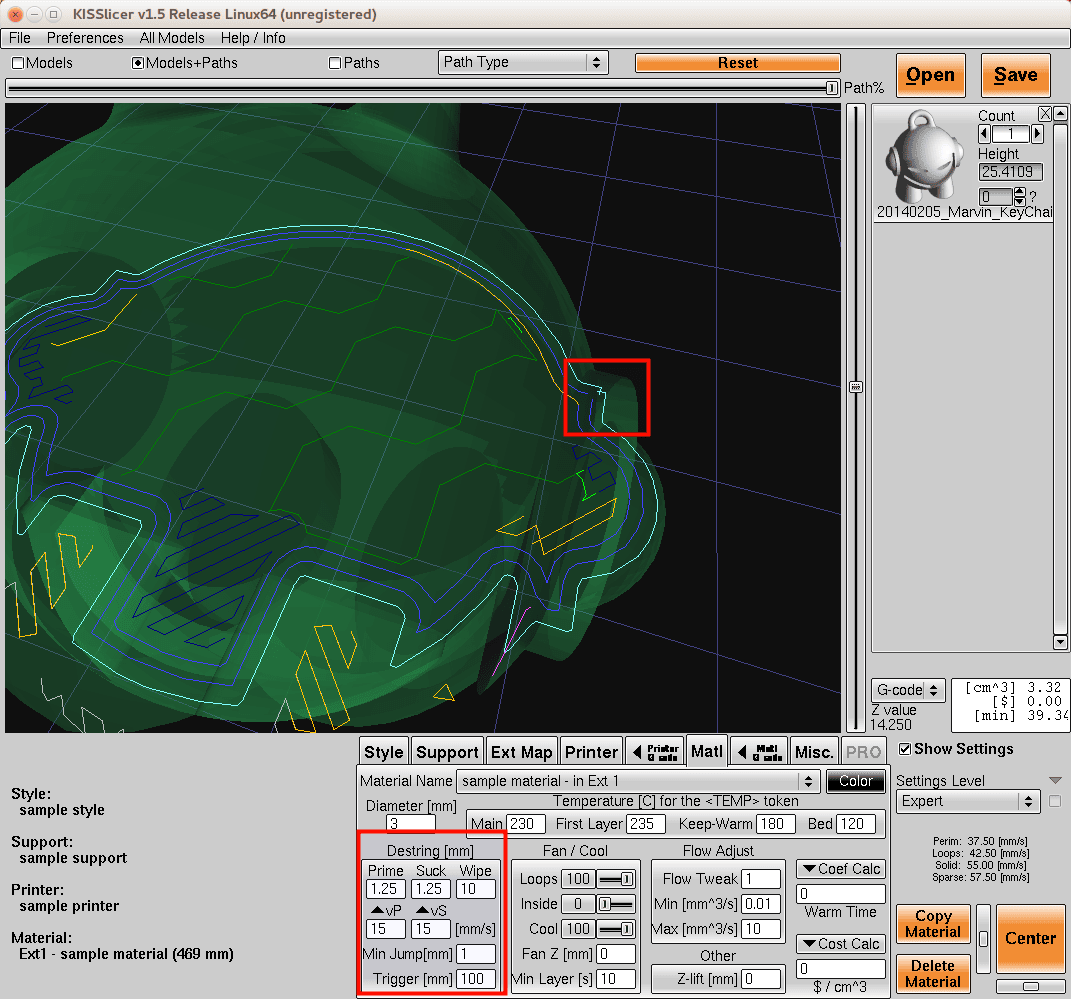 KISSlicer v1.5 Release Linux64 (unregistered)
File Preferences All Models Help / Info
Models Models+Paths Paths Path Type Reset
Open Save
Path%
Count X
1
Height
25.4109
0 ?
20140205_Marvin_KeyChai
G-code
Z value
14.250
[cm^3] 3.32
[$] 0.00
[min] 39.34
Style Support Ext Map Printer Printer G-code Matl Matl G-code Misc. PRO
Show Settings
Material Name sample material - in Ext 1 Color
Settings Level
Expert
Diameter [mm]
3
Temperature [C] for the <TEMP> token
Main 230 First Layer 235 Keep-Warm 180 Bed 120
Style:
sample style
Support:
sample support
Printer:
sample printer
Material:
Ext1 - sample material (469 mm)
Destring [mm]
Prime Suck Wipe
1.25 1.25 10
vP vS
15 15 [mm/s]
Min Jump[mm] 1
Trigger [mm] 100
Fan / Cool
Loops 100
Inside 0
Cool 100
Fan Z [mm] 0
Min Layer [s] 10
Flow Adjust
Flow Tweak 1
Min [mm^3/s] 0.01
Max [mm^3/s] 10
Other
Z-lift [mm] 0
Coef Calc
0
Warm Time
Cost Calc
0
$ / cm^3
Perim: 37.50 [mm/s]
Loops: 42.50 [mm/s]
Solid: 55.00 [mm/s]
Sparse: 57.50 [mm/s]
Copy
Material
Delete
Material
Center